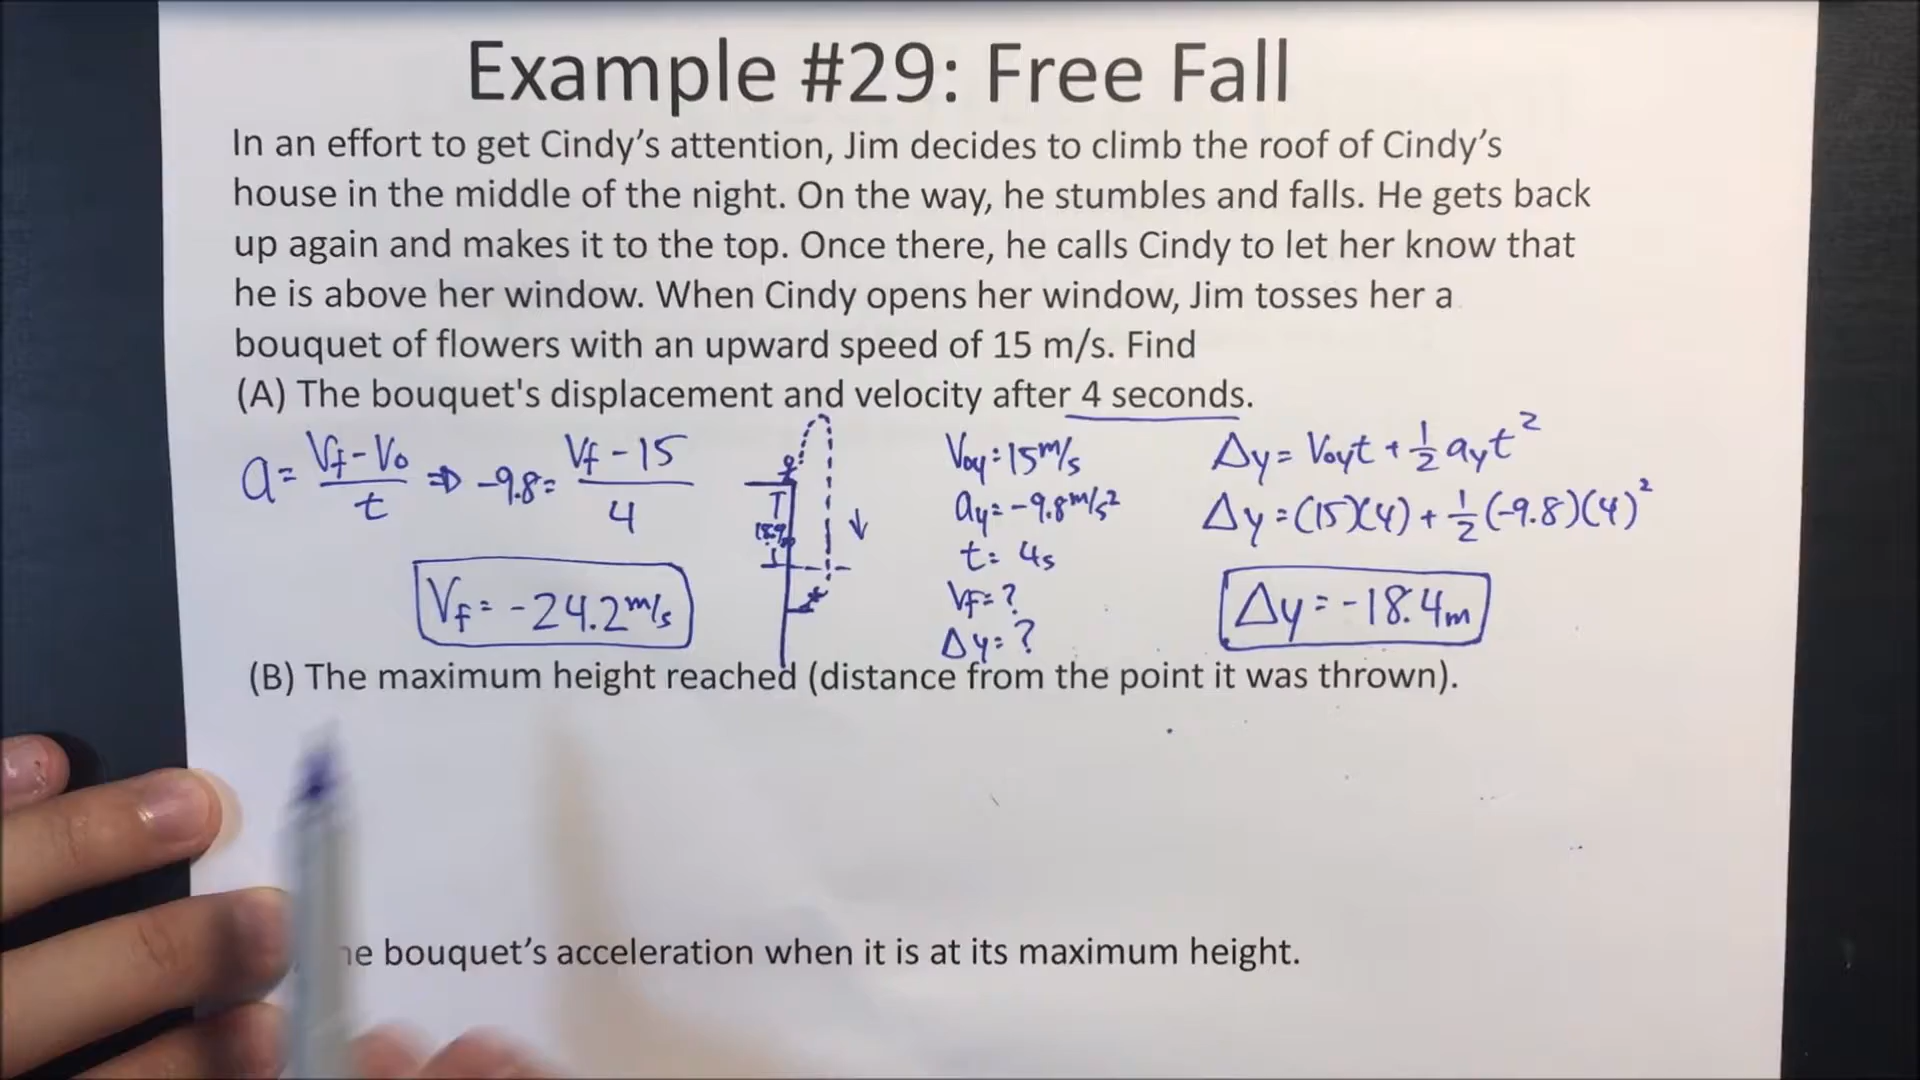 Example #29: Free Fall
In an effort to get Cindy’s attention, Jim decides to climb the roof of Cindy’s
house in the middle of the night. On the way, he stumbles and falls. He gets back
up again and makes it to the top. Once there, he calls Cindy to let her know that
he is above her window. When Cindy opens her window, Jim tosses her a
bouquet of flowers with an upward speed of 15 m/s. Find
(A) The bouquet's displacement and velocity after 4 seconds.
a = (Vf - Vo)/t ⇒ -9.8 = (Vf - 15)/4
Vf = -24.2 m/s
Voy = 15 m/s
ay = -9.8 m/s²
t = 4s
Vf = ?
Δy = ?
Δy = Voyt + ½ ayt²
Δy = (15)(4) + ½(-9.8)(4)²
Δy = -18.4m
(B) The maximum height reached (distance from the point it was thrown).
bouquet’s acceleration when it is at its maximum height.